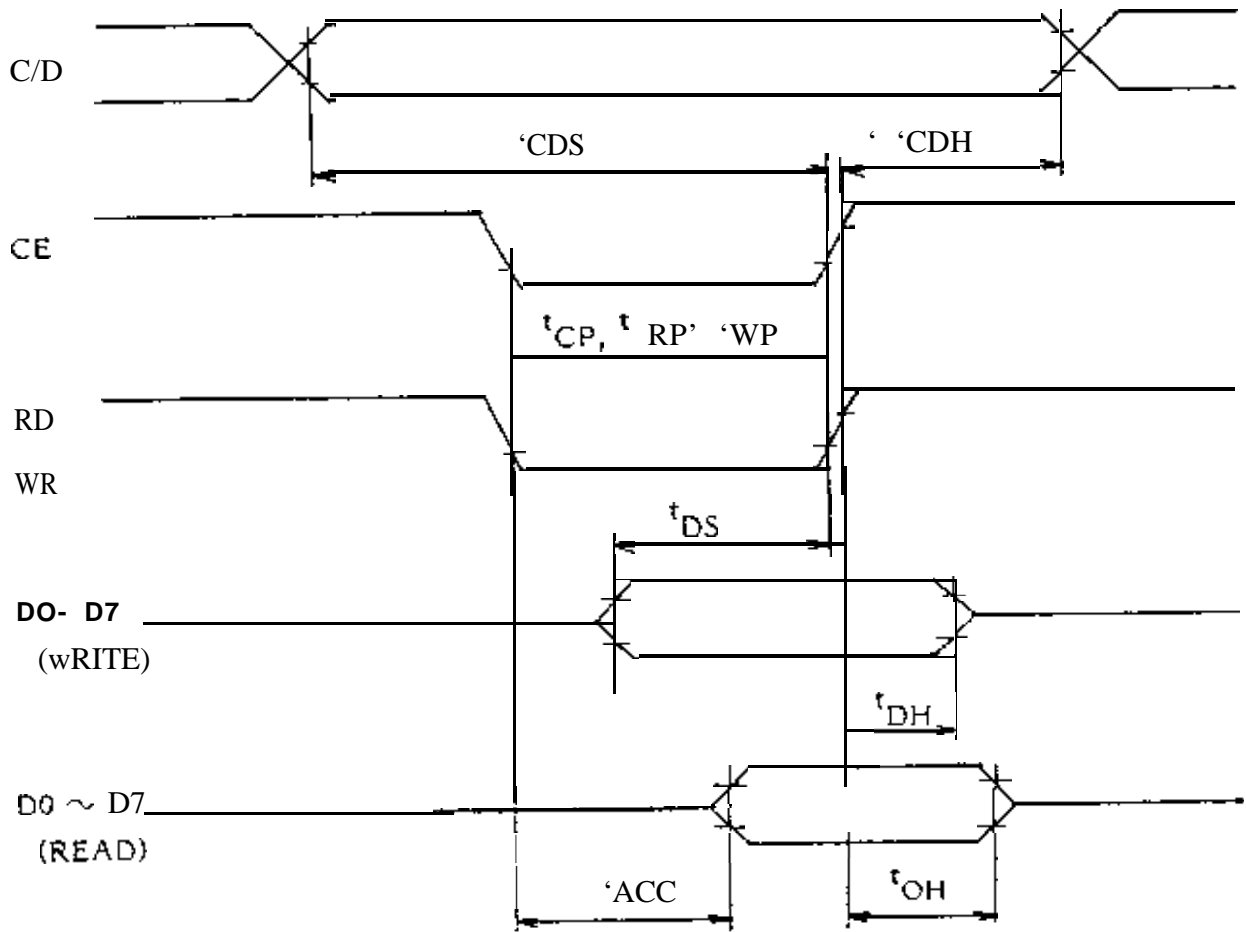 C/D
‘CDS
‘ ‘CDH
CE
tCP, t RP’ ‘WP
RD
WR
tDS
DO- D7
(wRITE)
tDH
D0 ～ D7
(READ)
‘ACC
tOH